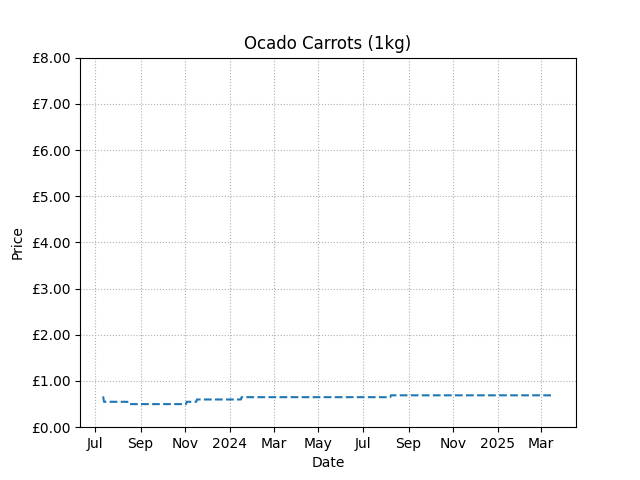 Ocado Carrots (1kg)
£8.00
£7.00
£6.00
£5.00
£4.00
£3.00
£2.00
£1.00
£0.00
Price
Jul Sep Nov 2024 Mar May Jul Sep Nov 2025 Mar
Date